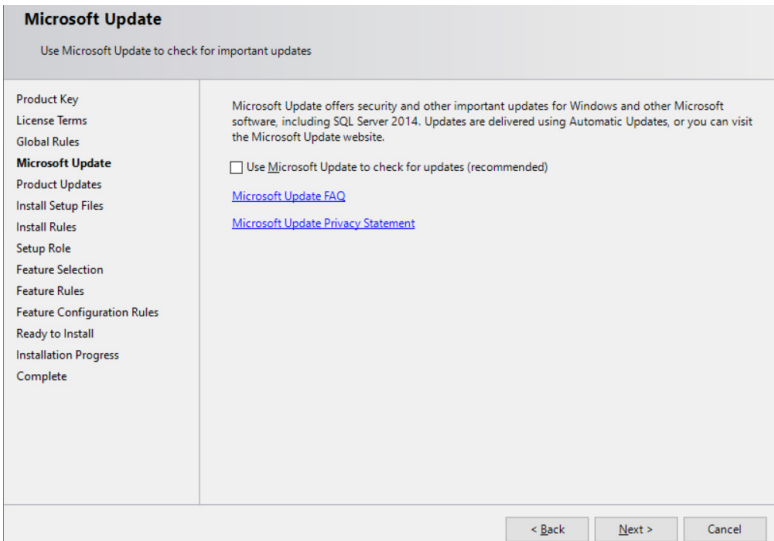 Microsoft Update
Use Microsoft Update to check for important updates
Product Key
License Terms
Global Rules
Microsoft Update
Product Updates
Install Setup Files
Install Rules
Setup Role
Feature Selection
Feature Rules
Feature Configuration Rules
Ready to Install
Installation Progress
Complete
Microsoft Update offers security and other important updates for Windows and other Microsoft
software, including SQL Server 2014. Updates are delivered using Automatic Updates, or you can visit
the Microsoft Update website.
Use Microsoft Update to check for updates (recommended)
Microsoft Update FAQ
Microsoft Update Privacy Statement
< Back Next > Cancel